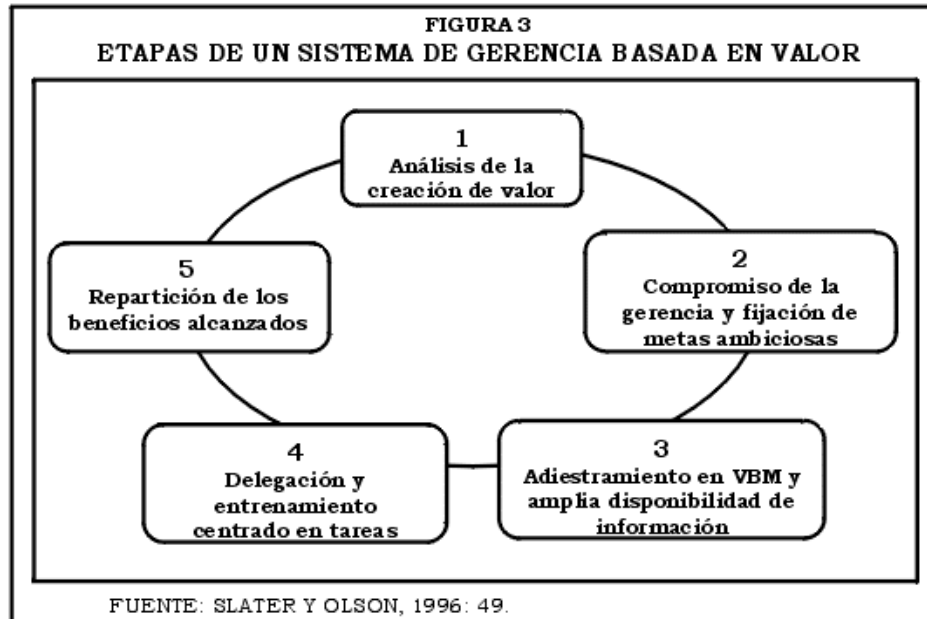 FIGURA 3
ETAPAS DE UN SISTEMA DE GERENCIA BASADA EN VALOR
1
Análisis de la
creación de valor
2
Compromiso de la
gerencia y fijación de
metas ambiciosas
3
Adiestramiento en VBM y
amplia disponibilidad de
información
4
Delegación y
entrenamiento
centrado en tareas
5
Repartición de los
beneficios alcanzados
FUENTE: SLATER Y OLSON, 1996: 49.